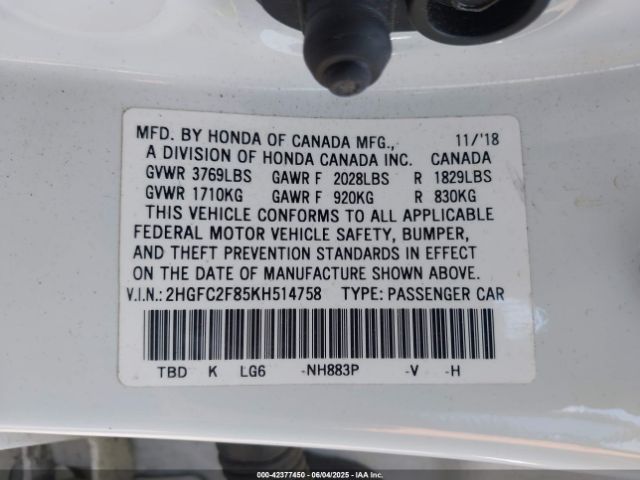 MFD. BY HONDA OF CANADA MFG., 11/'18
A DIVISION OF HONDA CANADA INC. CANADA
GVWR 3769LBS GAWR F 2028LBS R 1829LBS
GVWR 1710KG GAWR F 920KG R 830KG
THIS VEHICLE CONFORMS TO ALL APPLICABLE
FEDERAL MOTOR VEHICLE SAFETY, BUMPER,
AND THEFT PREVENTION STANDARDS IN EFFECT
ON THE DATE OF MANUFACTURE SHOWN ABOVE.
V.I.N.: 2HGFC2F85KH514758 TYPE: PASSENGER CAR
TBD K LG6 -NH883P -V -H
000-42377450 - 06/04/2025 - IAAI.COM